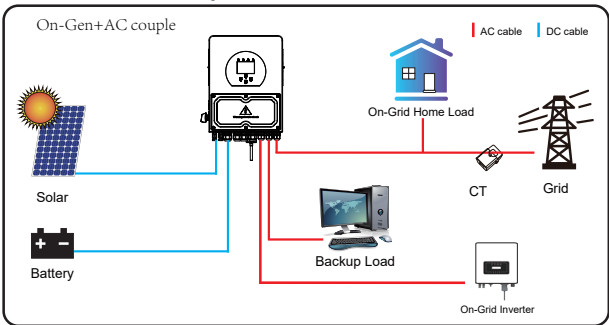 On-Gen+AC couple
AC cable
DC cable
On-Grid Home Load
CT
Grid
Solar
Backup Load
Battery
On-Grid Inverter